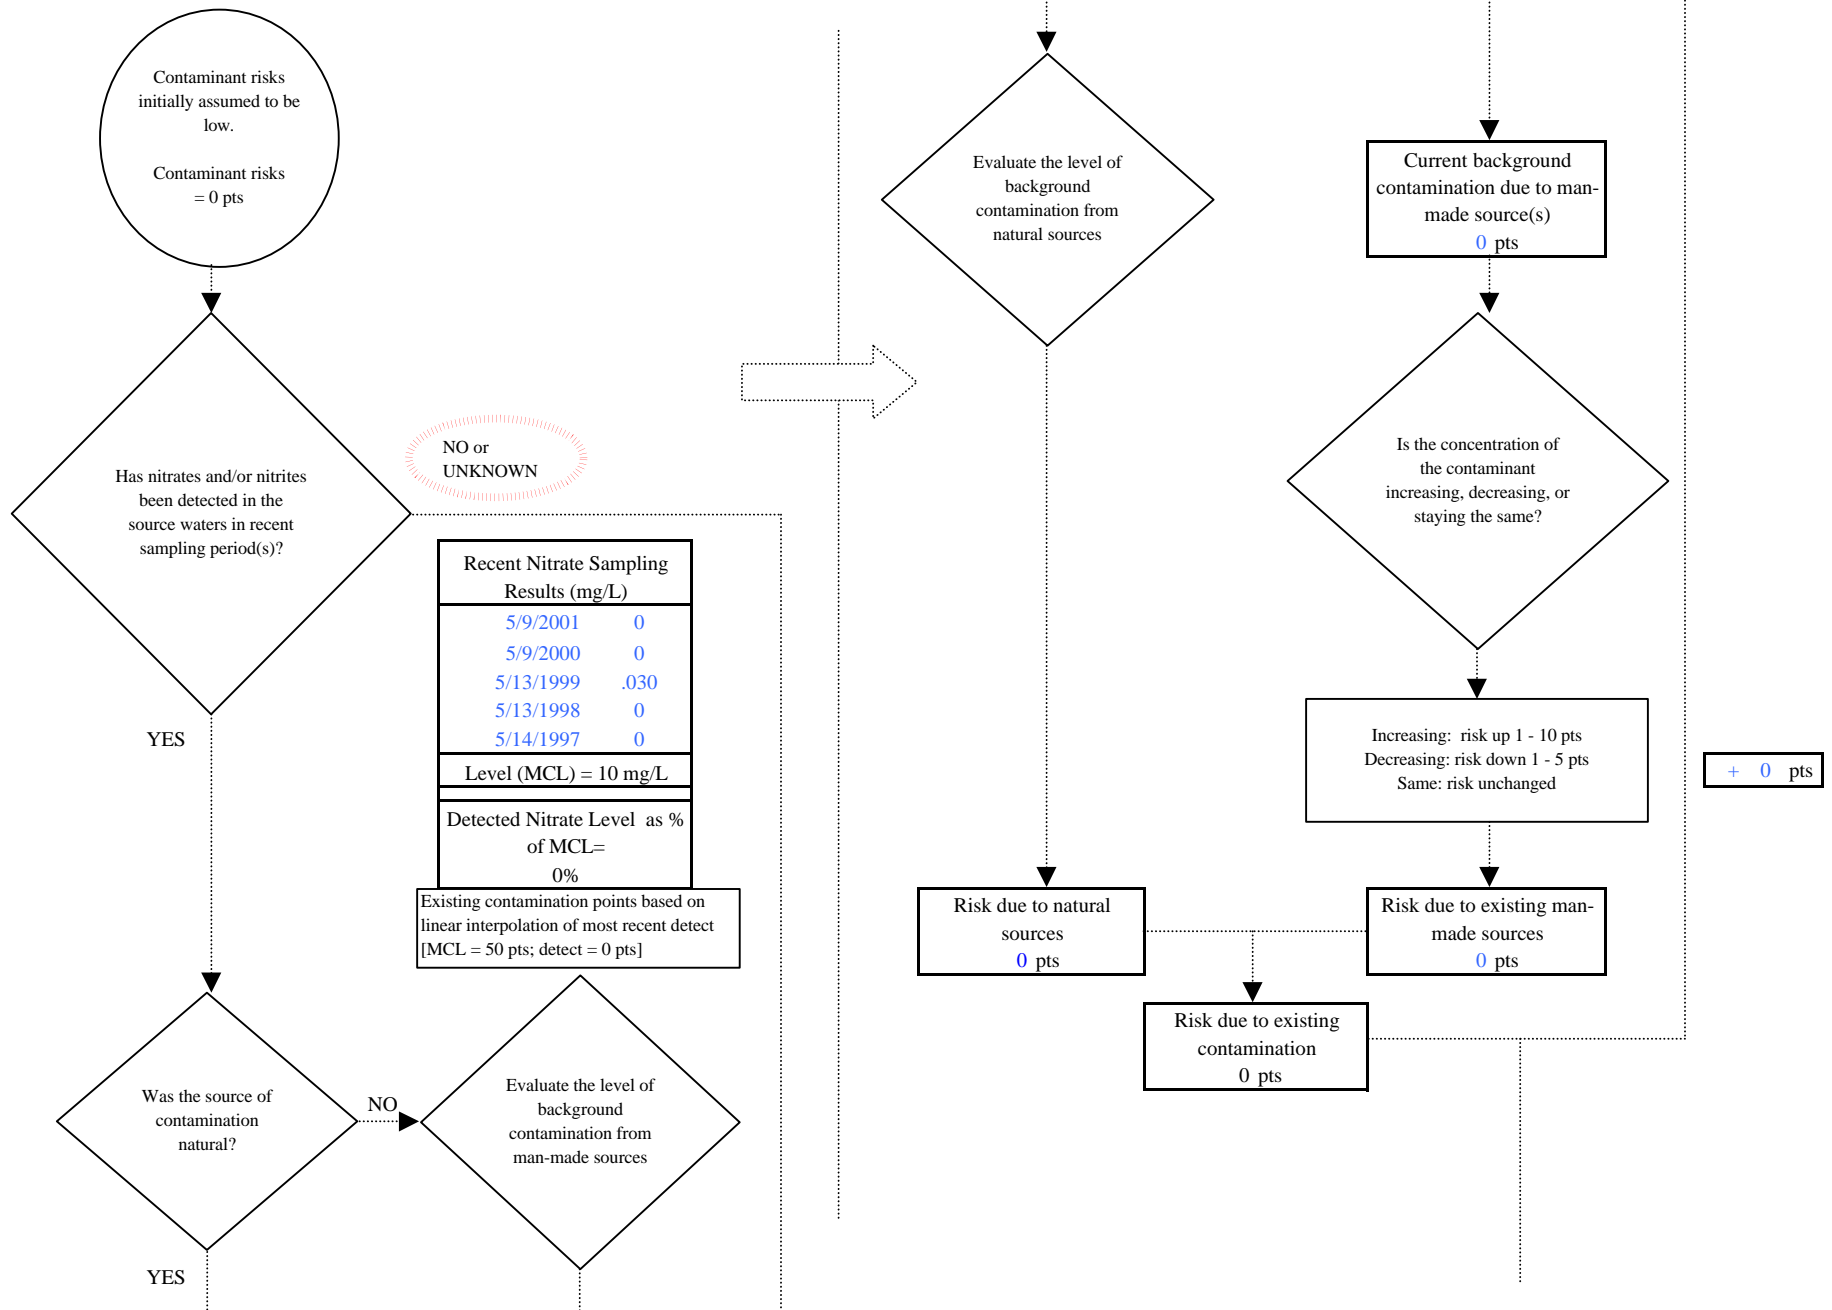 Contaminant risks
initially assumed to be
low.
Contaminant risks
= 0 pts
Has nitrates and/or nitrites
been detected in the
source waters in recent
sampling period(s)?
NO or
UNKNOWN
Recent Nitrate Sampling
Results (mg/L)
5/9/2001 0
5/9/2000 0
5/13/1999 .030
5/13/1998 0
5/14/1997 0
Level (MCL) = 10 mg/L
Detected Nitrate Level as %
of MCL=
0%
Existing contamination points based on
linear interpolation of most recent detect
[MCL = 50 pts; detect = 0 pts]
YES
Was the source of
contamination
natural?
NO
Evaluate the level of
background
contamination from
man-made sources
YES
Evaluate the level of
background
contamination from
natural sources
Current background
contamination due to man-
made source(s)
0 pts
Is the concentration of
the contaminant
increasing, decreasing, or
staying the same?
Increasing: risk up 1 - 10 pts
Decreasing: risk down 1 - 5 pts
Same: risk unchanged
+ 0 pts
Risk due to natural
sources
0 pts
Risk due to existing man-
made sources
0 pts
Risk due to existing
contamination
0 pts